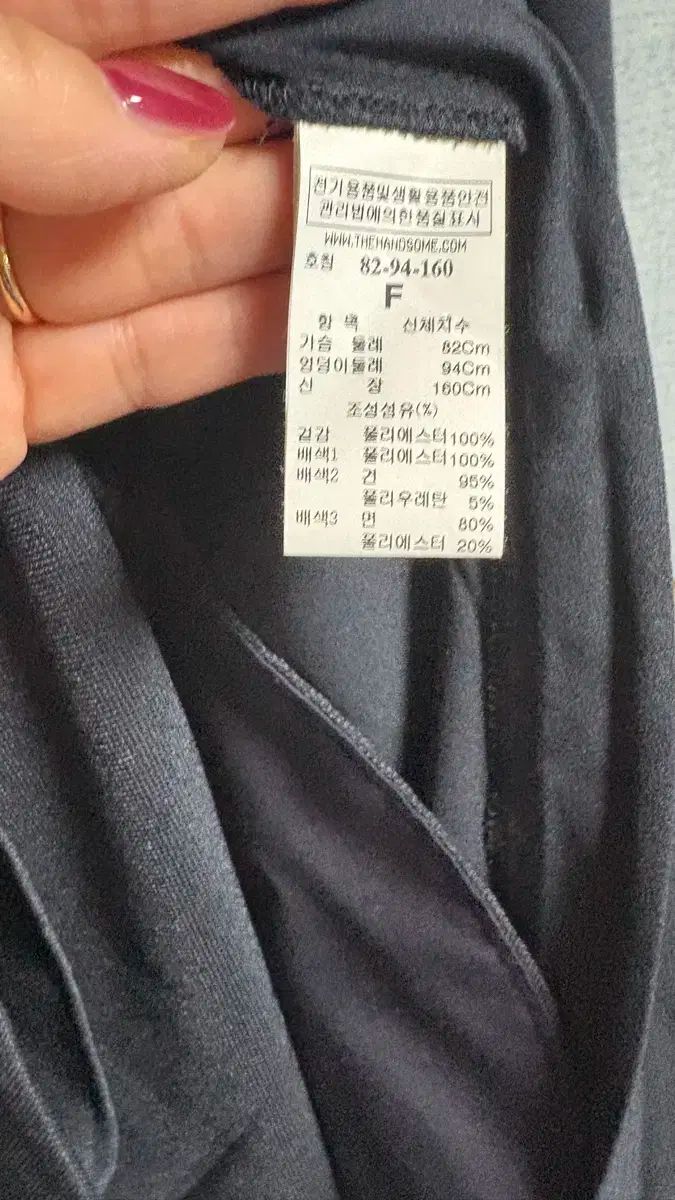 전기용품및생활용품안전
관리법에의한품질표시
WWW.THEHANDSOME.COM
호칭 82-94-160
F
항 목 신체치수
가슴 둘레 82Cm
엉덩이둘레 94Cm
신 장 160Cm
조성섬유(%)
겉감 폴리에스터100%
배색1 폴리에스터100%
배색2 견 95%
폴리우레탄 5%
배색3 면 80%
폴리에스터 20%